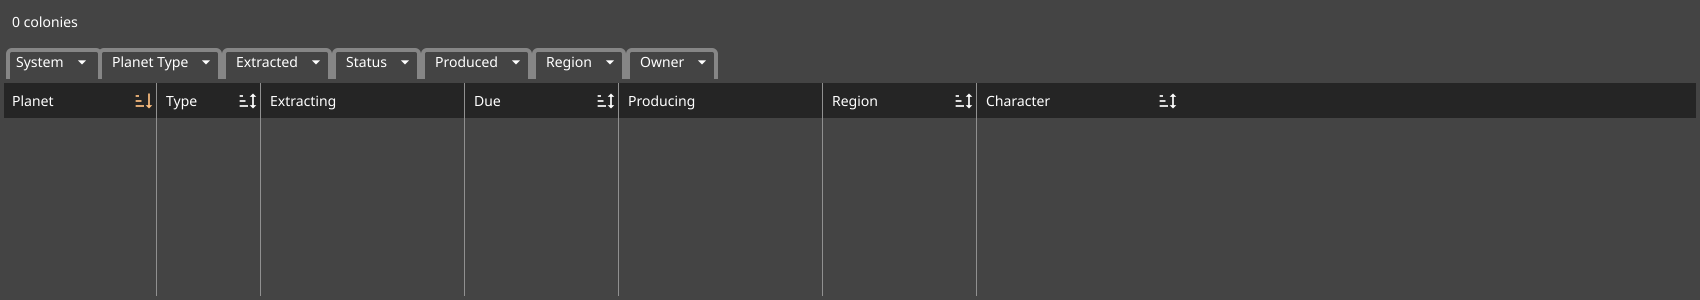 0 colonies
System Planet Type Extracted Status Produced Region Owner
Planet Type Extracting Due Producing Region Character